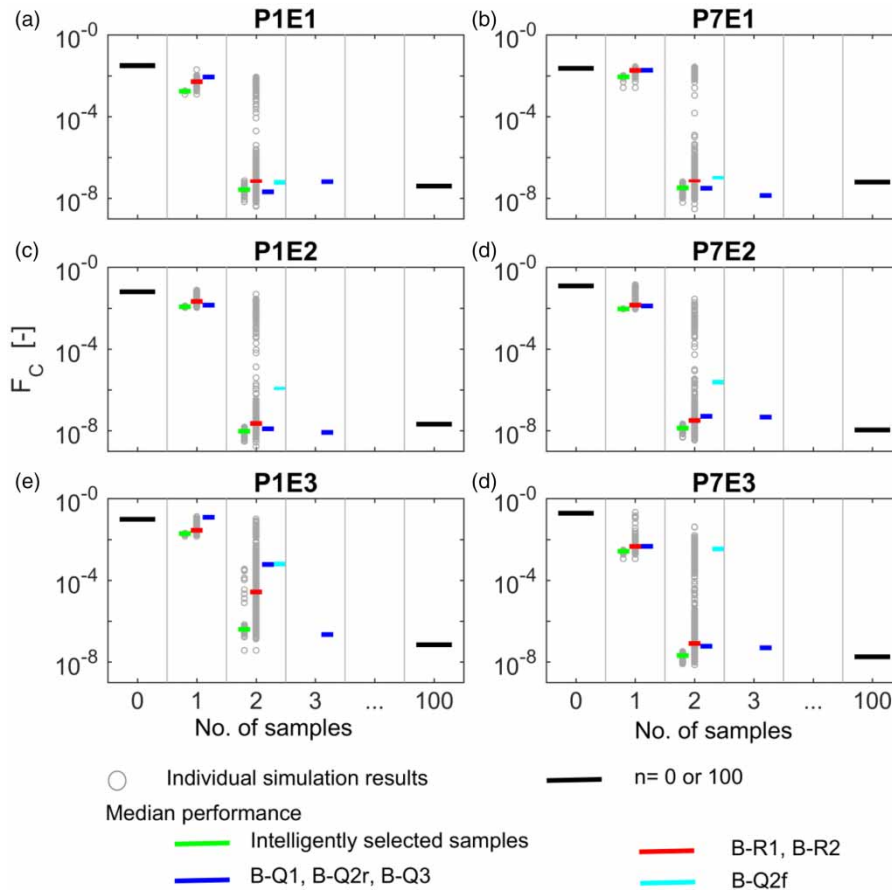 (a) P1E1 (b) P7E1
10⁻⁰ 10⁻⁰
10⁻⁴ 10⁻⁴
10⁻⁸ 10⁻⁸
(c) P1E2 (d) P7E2
10⁻⁰ 10⁻⁰
10⁻⁴ 10⁻⁴
10⁻⁸ 10⁻⁸
F_C [-]
(e) P1E3 (d) P7E3
10⁻⁰ 10⁻⁰
10⁻⁴ 10⁻⁴
10⁻⁸ 10⁻⁸
0 1 2 3 ... 100 0 1 2 3 ... 100
No. of samples No. of samples
Individual simulation results n= 0 or 100
Median performance
Intelligently selected samples B-R1, B-R2
B-Q1, B-Q2r, B-Q3 B-Q2f